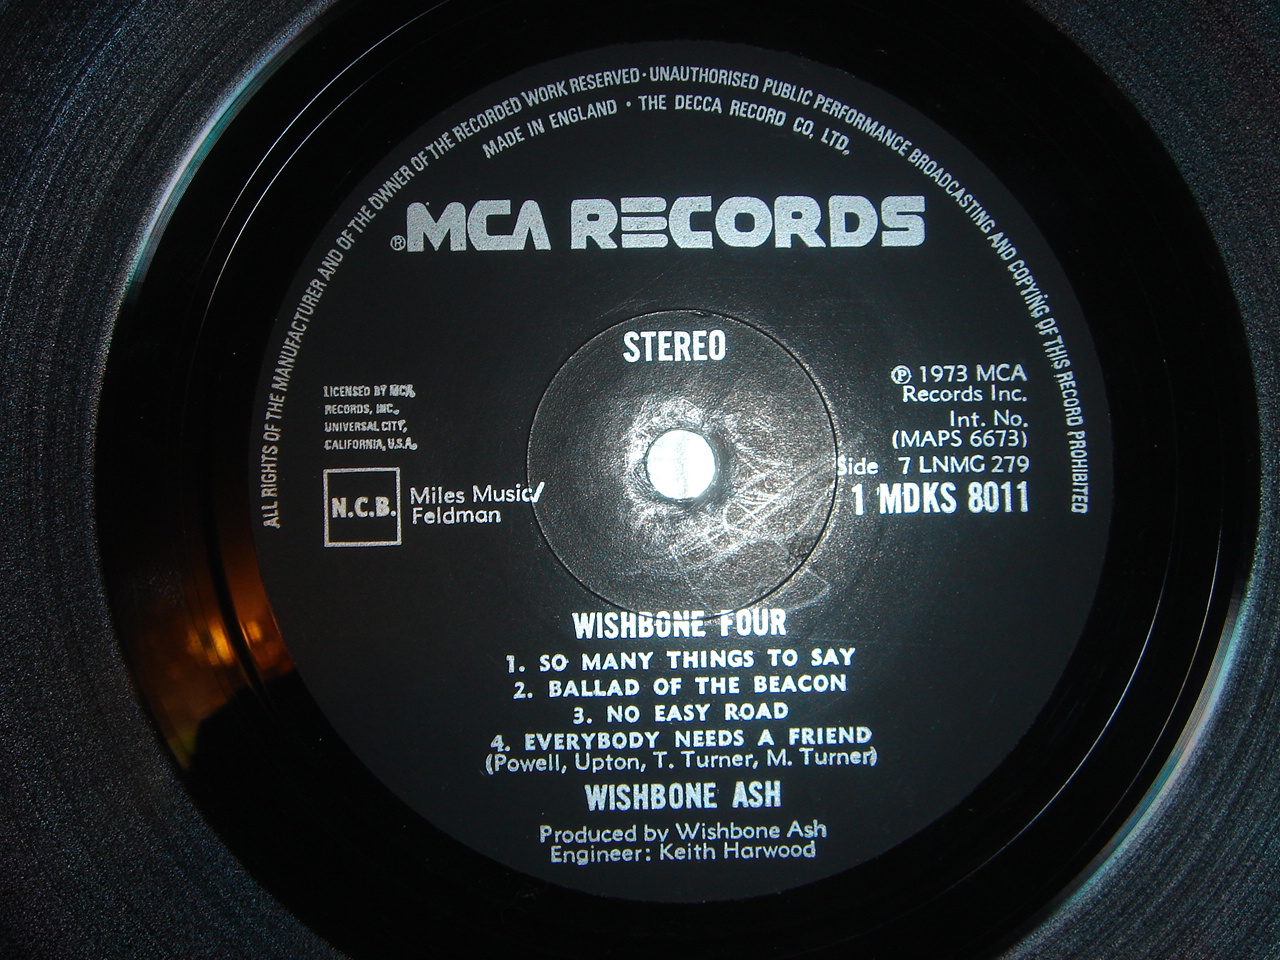 ALL RIGHTS OF THE MANUFACTURER AND OF THE OWNER OF THE RECORDED WORK RESERVED · UNAUTHORISED PUBLIC PERFORMANCE BROADCASTING AND COPYING OF THIS RECORD PROHIBITED
MADE IN ENGLAND · THE DECCA RECORD CO. LTD.
®MCA RECORDS
STEREO
LICENSED BY MCA
RECORDS, INC.,
UNIVERSAL CITY,
CALIFORNIA, U.S.A.
N.C.B.
Miles Music/
Feldman
℗ 1973 MCA
Records Inc.
Int. No.
(MAPS 6673)
Side 7 LNMG 279
1 MDKS 8011
WISHBONE FOUR
1. SO MANY THINGS TO SAY
2. BALLAD OF THE BEACON
3. NO EASY ROAD
4. EVERYBODY NEEDS A FRIEND
(Powell, Upton, T. Turner, M. Turner)
WISHBONE ASH
Produced by Wishbone Ash
Engineer: Keith Harwood